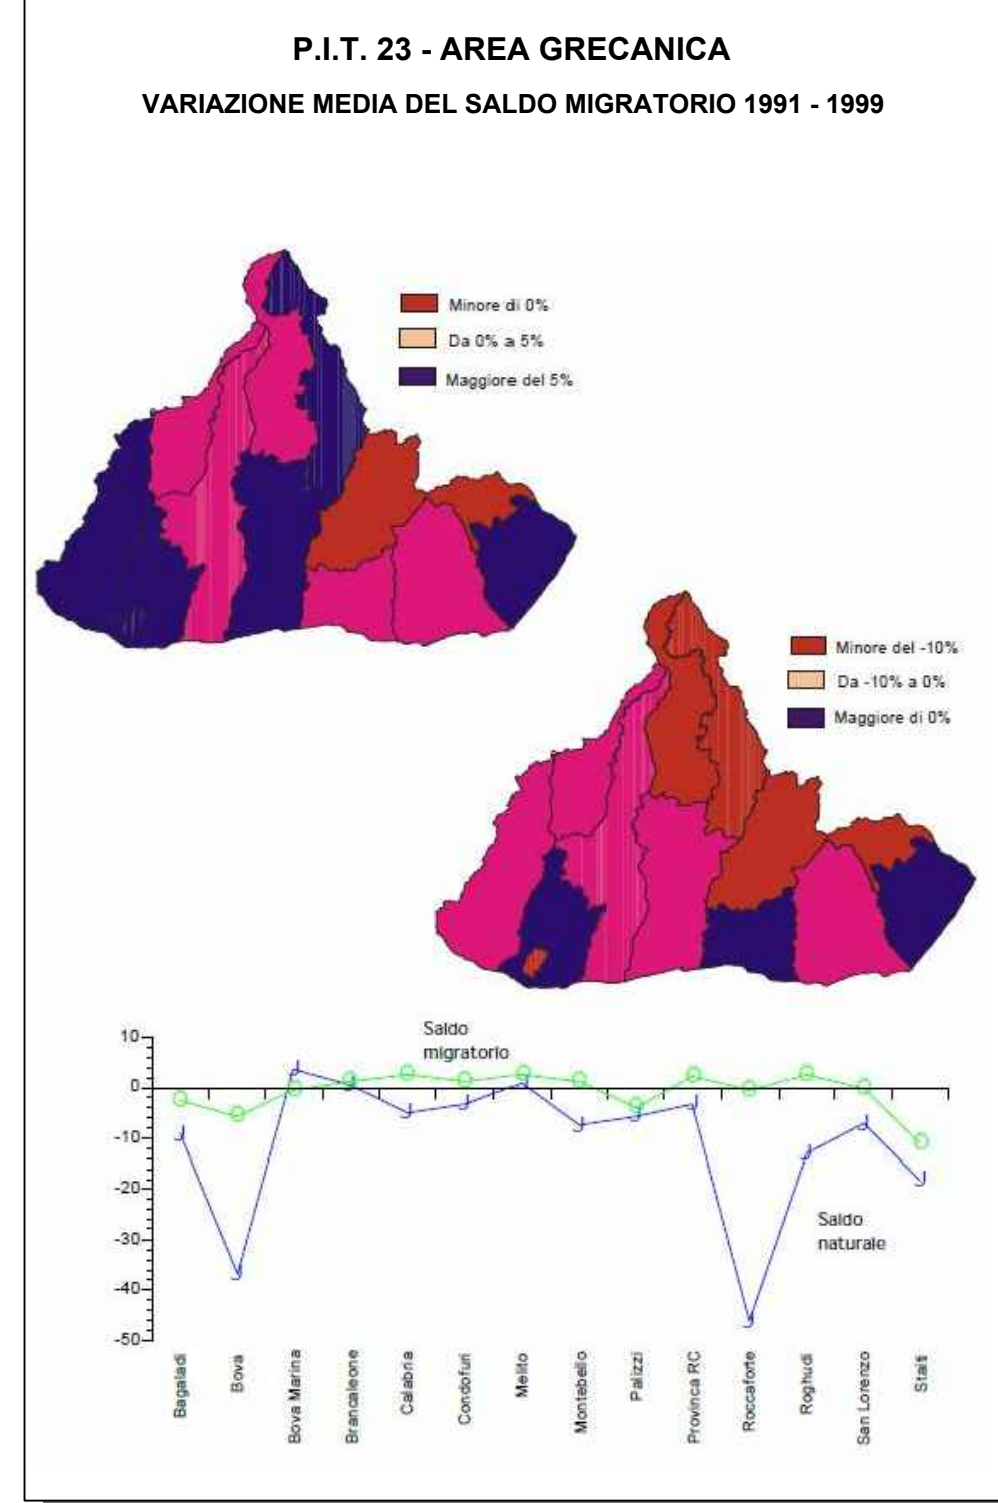 P.I.T. 23 - AREA GRECANICA
VARIAZIONE MEDIA DEL SALDO MIGRATORIO 1991 - 1999
Minore di 0%
Da 0% a 5%
Maggiore del 5%
Minore del -10%
Da -10% a 0%
Maggiore di 0%
Saldo
migratorio
10
0
-10
-20
-30
-40
-50
Saldo
naturale
Bagaladi
Bova
Bova Marina
Brancaleone
Calabria
Condofuri
Melito
Montebello
Palizzi
Provinca RC
Roccaforte
Roghudi
San Lorenzo
Staiti